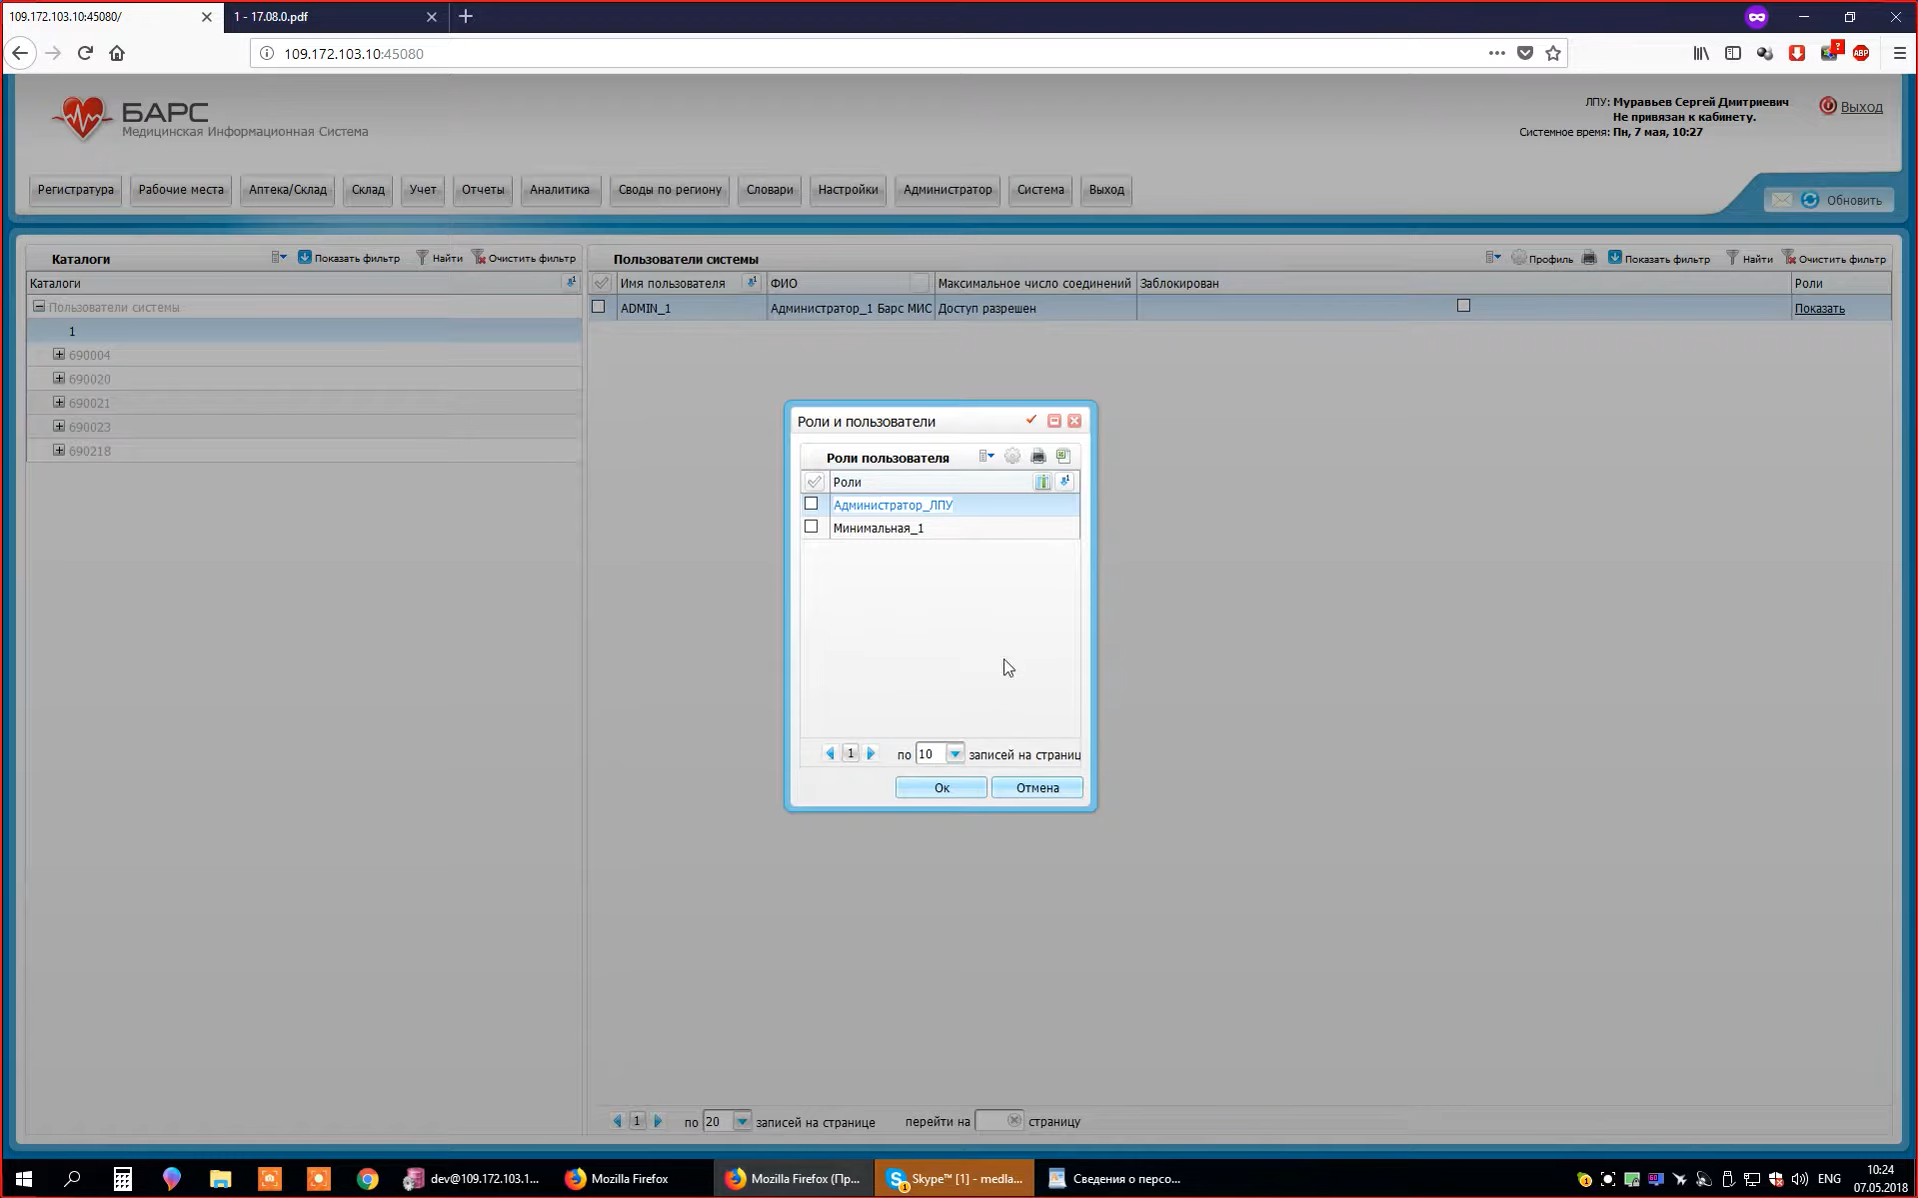 109.172.103.10:45080/
1 - 17.08.0.pdf
109.172.103.10:45080
ABP
БАРС
Медицинская Информационная Система
ЛПУ: Муравьев Сергей Дмитриевич
Не привязан к кабинету.
Системное время: Пн, 7 мая, 10:27
Выход
Регистратура
Рабочие места
Аптека/Склад
Склад
Учет
Отчеты
Аналитика
Своды по региону
Словари
Настройки
Администратор
Система
Выход
Обновить
Каталоги
Показать фильтр
Найти
Очистить фильтр
Каталоги
Пользователи системы
1
690004
690020
690021
690023
690218
Пользователи системы
Профиль
Показать фильтр
Найти
Очистить фильтр
Имя пользователя
ФИО
Максимальное число соединений
Заблокирован
Роли
ADMIN_1
Администратор_1 Барс МИС
Доступ разрешен
Показать
Роли и пользователи
Роли пользователя
Роли
Администратор_ЛПУ
Минимальная_1
1
по 10 записей на страниц
Ок
Отмена
1
по 20 записей на странице
перейти на страницу
dev@109.172.103.1...
Mozilla Firefox
Mozilla Firefox (Пр...
Skype™ [1] - medla...
Сведения о персо...
ENG
10:24
07.05.2018